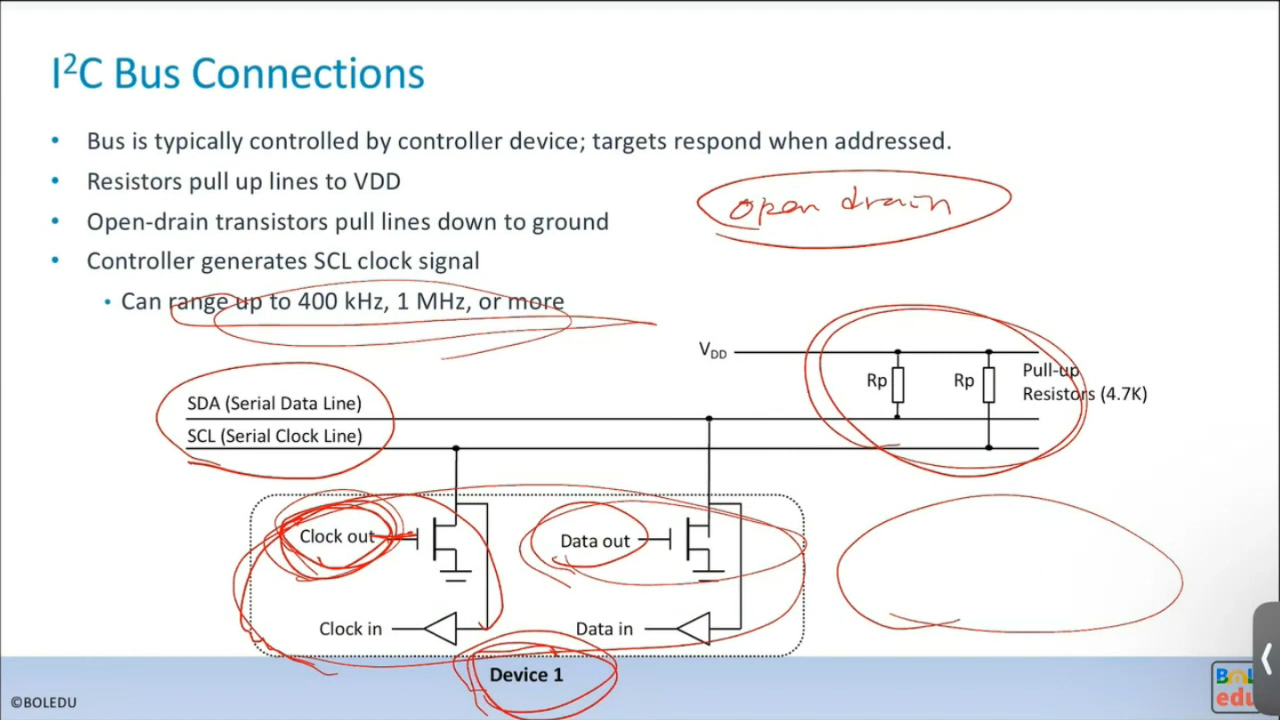 I²C Bus Connections
• Bus is typically controlled by controller device; targets respond when addressed.
• Resistors pull up lines to VDD
open drain
• Open-drain transistors pull lines down to ground
• Controller generates SCL clock signal
• Can range up to 400 kHz, 1 MHz, or more
VDD
Rp
Rp
Pull-up
Resistors (4.7K)
SDA (Serial Data Line)
SCL (Serial Clock Line)
Clock out
Data out
Clock in
Data in
Device 1
©BOLEDU
BOL
edu